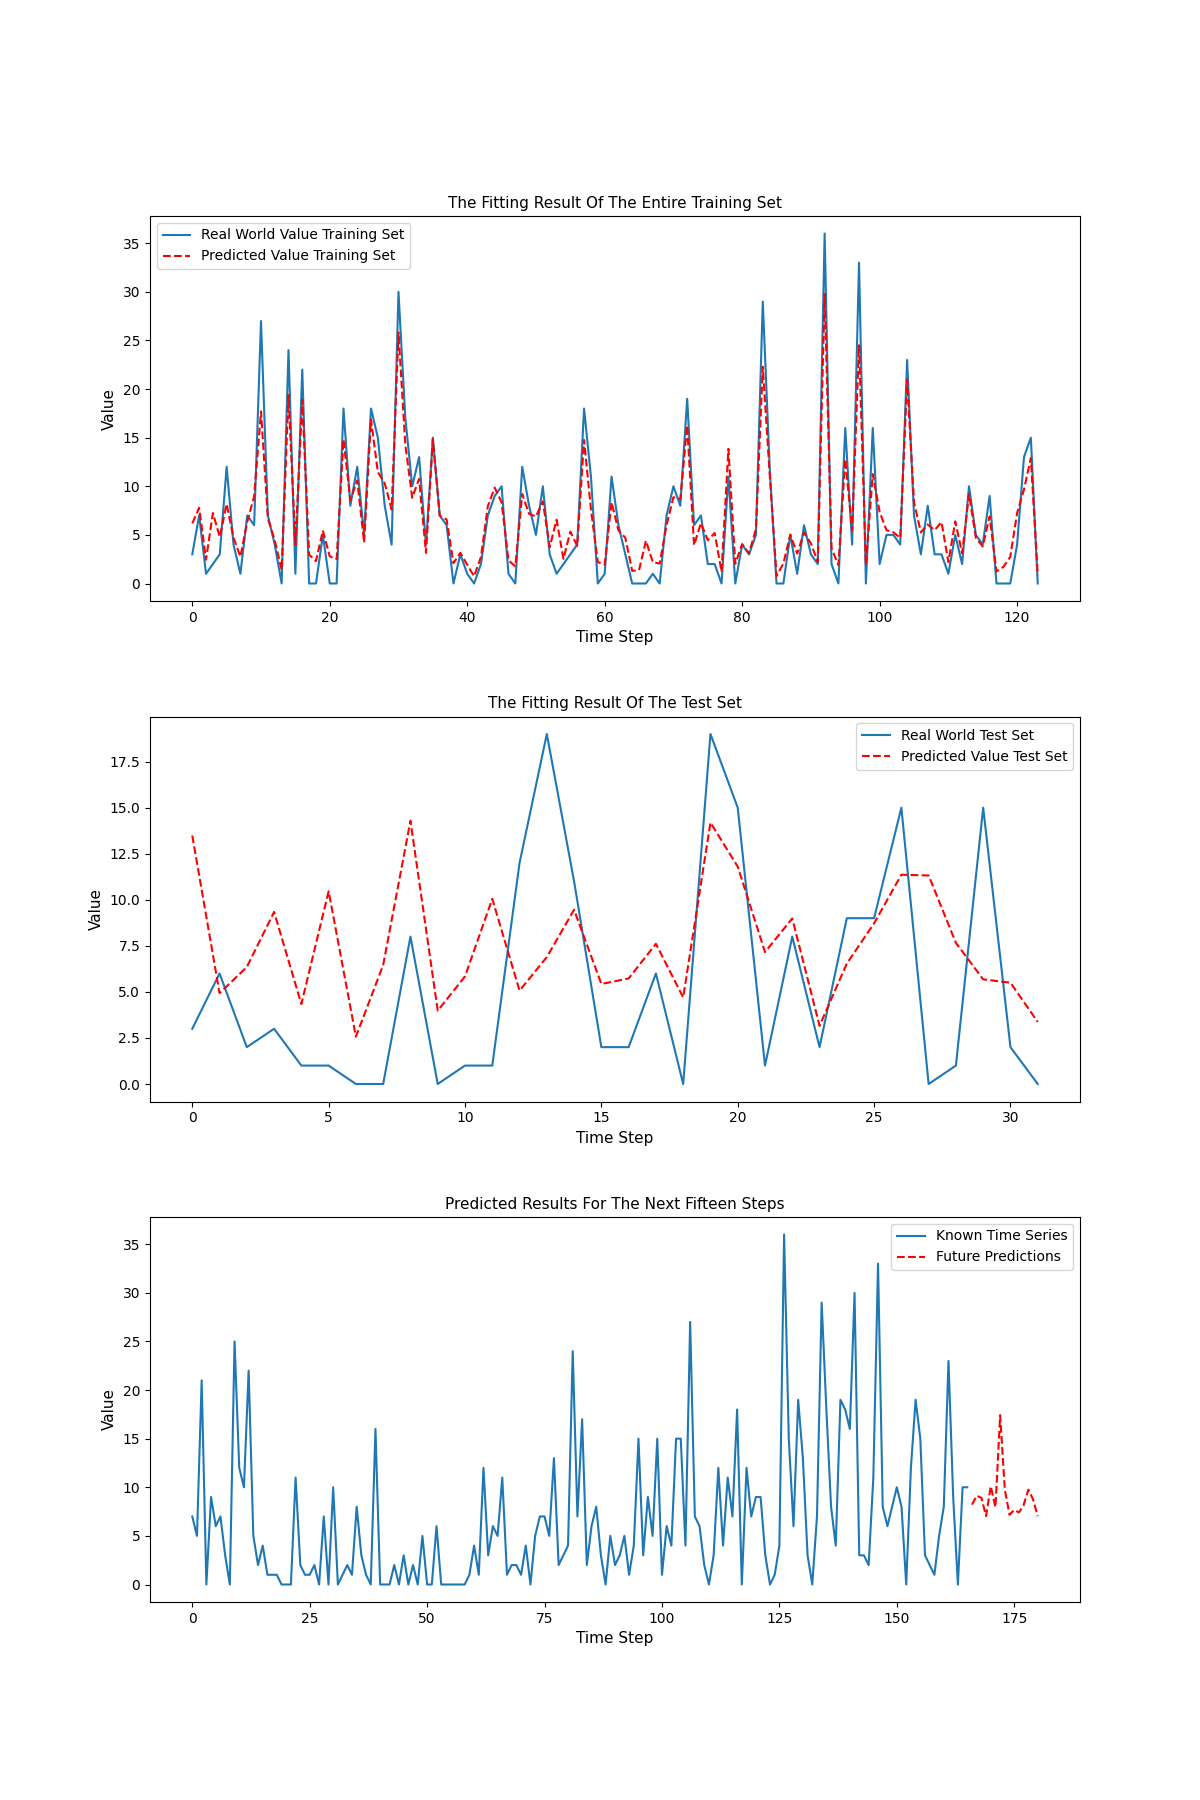 The Fitting Result Of The Entire Training Set
Real World Value Training Set
Predicted Value Training Set
Value
35
30
25
20
15
10
5
0
0 20 40 60 80 100 120
Time Step
The Fitting Result Of The Test Set
Real World Test Set
Predicted Value Test Set
Value
17.5
15.0
12.5
10.0
7.5
5.0
2.5
0.0
0 5 10 15 20 25 30
Time Step
Predicted Results For The Next Fifteen Steps
Known Time Series
Future Predictions
Value
35
30
25
20
15
10
5
0
0 25 50 75 100 125 150 175
Time Step